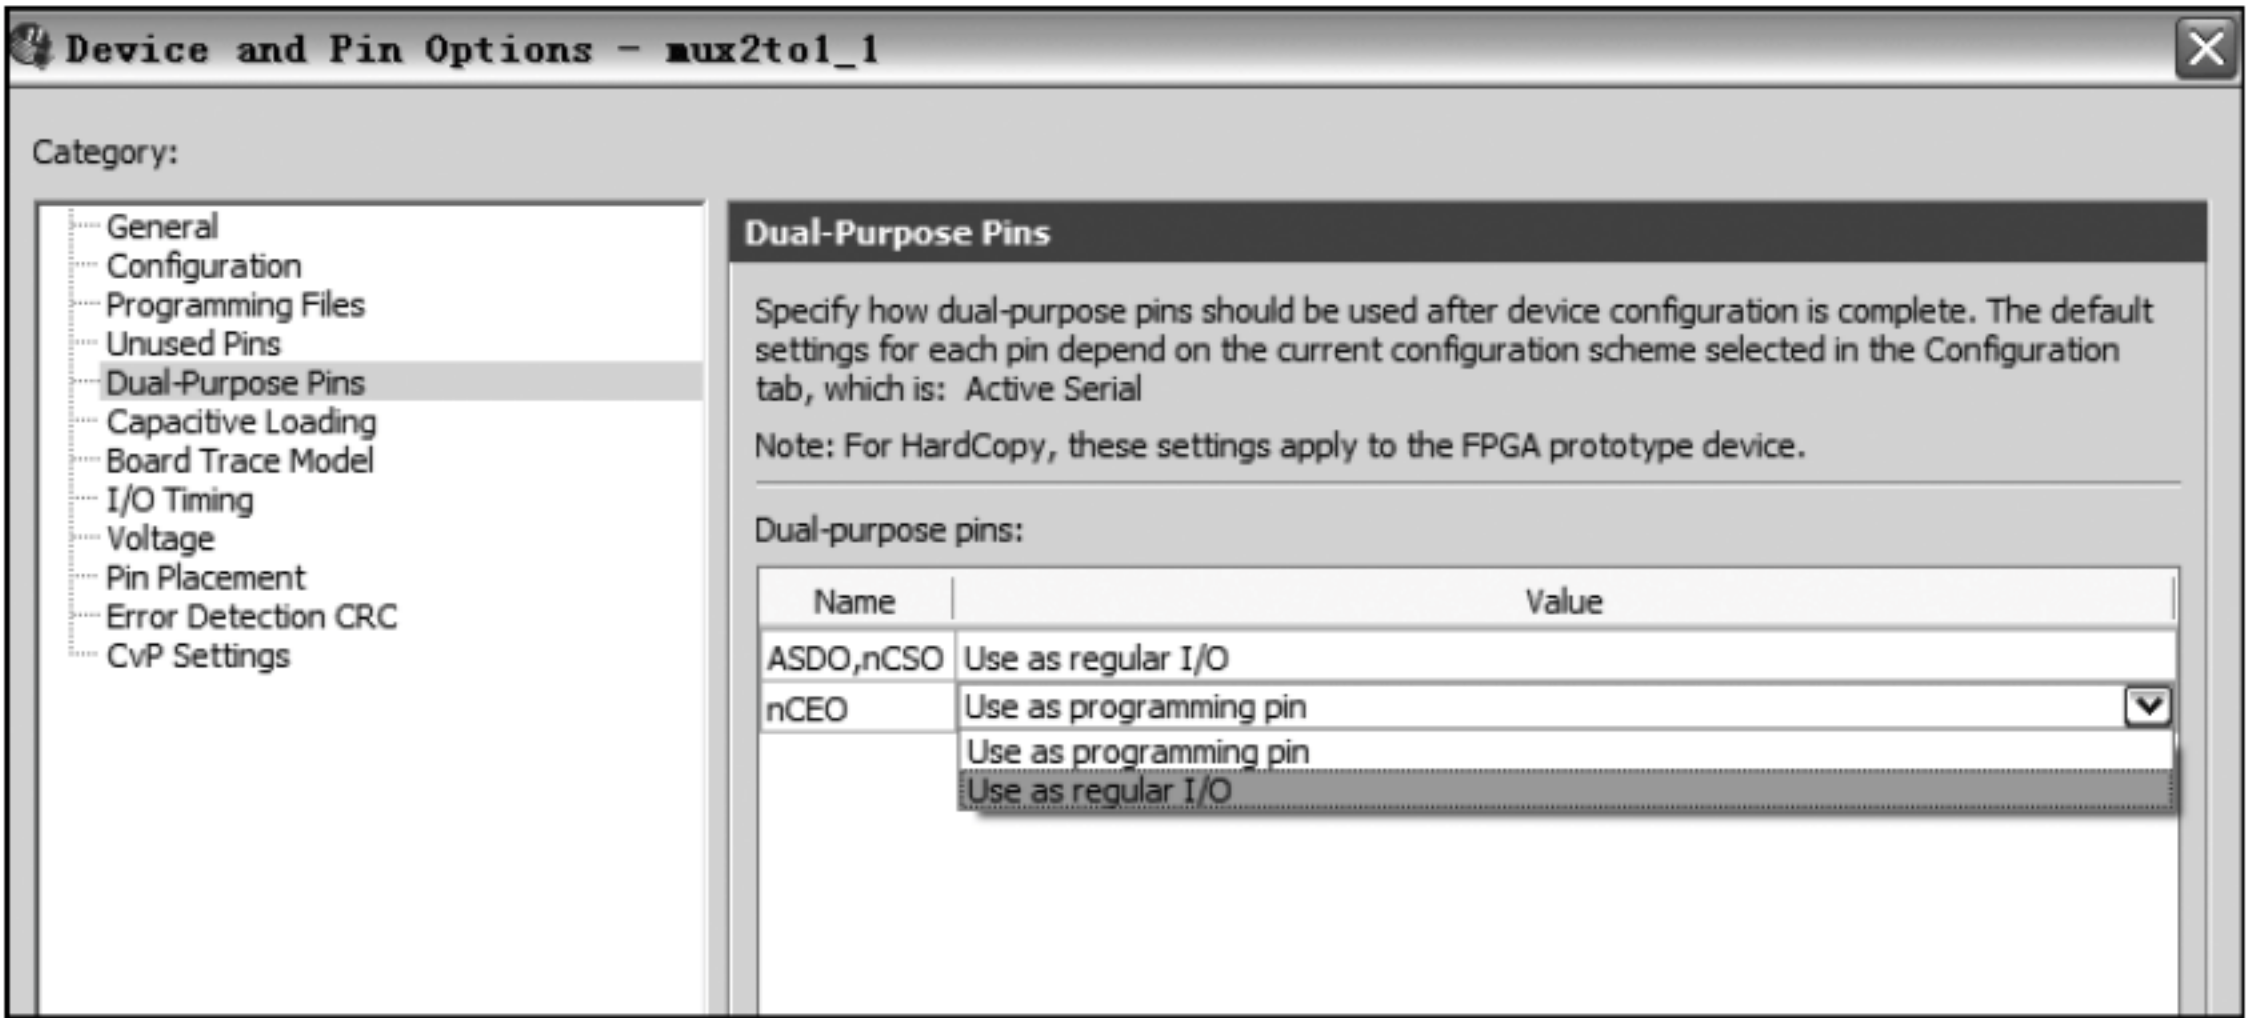 Device and Pin Options - mux2to1_1
Category:
General
Configuration
Programming Files
Unused Pins
Dual-Purpose Pins
Capacitive Loading
Board Trace Model
I/O Timing
Voltage
Pin Placement
Error Detection CRC
CvP Settings
Dual-Purpose Pins
Specify how dual-purpose pins should be used after device configuration is complete. The default
settings for each pin depend on the current configuration scheme selected in the Configuration
tab, which is: Active Serial
Note: For HardCopy, these settings apply to the FPGA prototype device.
Dual-purpose pins:
Name Value
ASDO,nCSO Use as regular I/O
nCEO Use as programming pin
Use as programming pin
Use as regular I/O